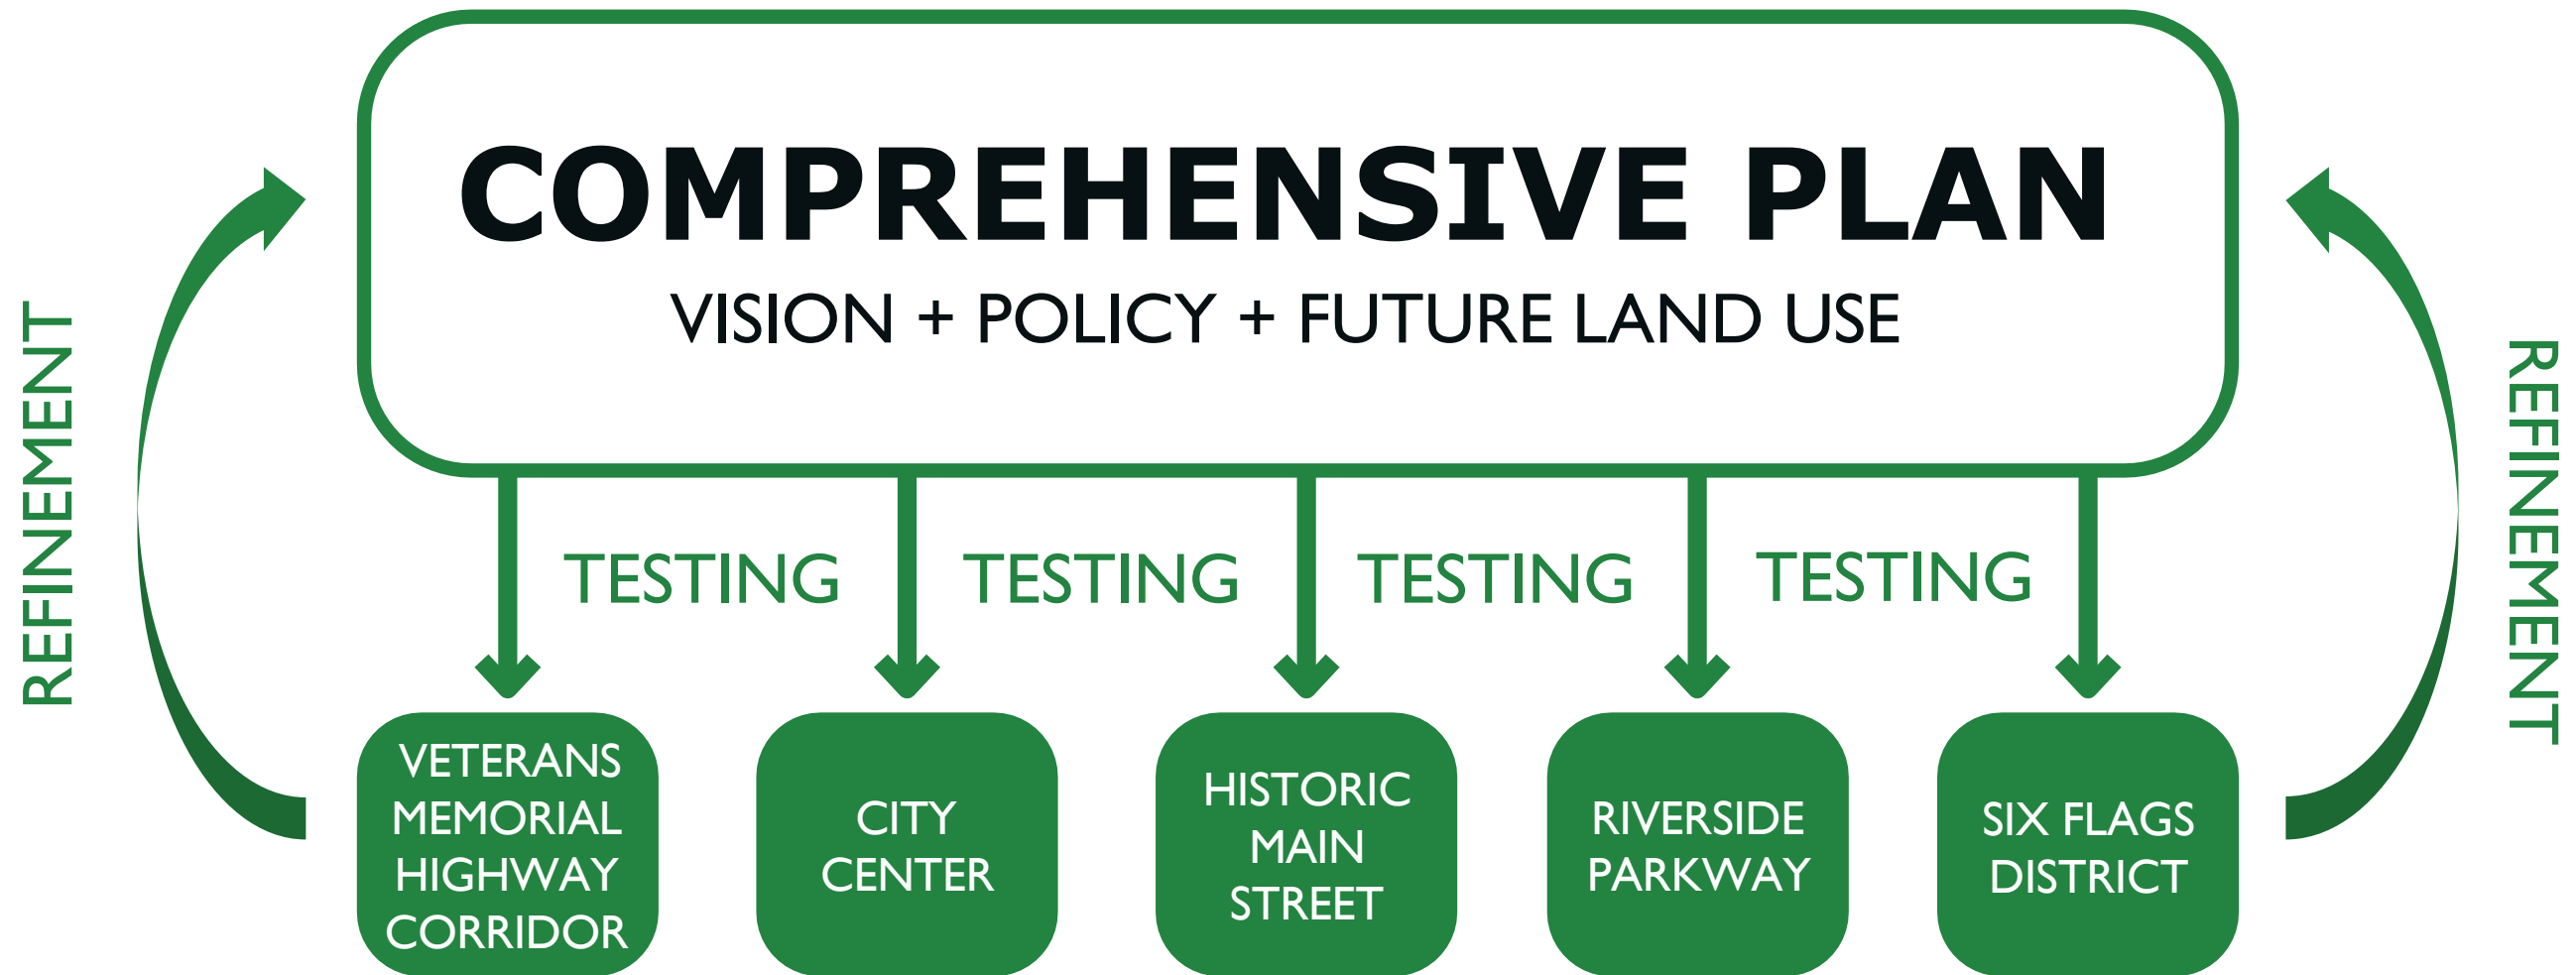 COMPREHENSIVE PLAN
VISION + POLICY + FUTURE LAND USE
REFINEMENT
REFINEMENT
TESTING
TESTING
TESTING
TESTING
VETERANS
MEMORIAL
HIGHWAY
CORRIDOR
CITY
CENTER
HISTORIC
MAIN
STREET
RIVERSIDE
PARKWAY
SIX FLAGS
DISTRICT